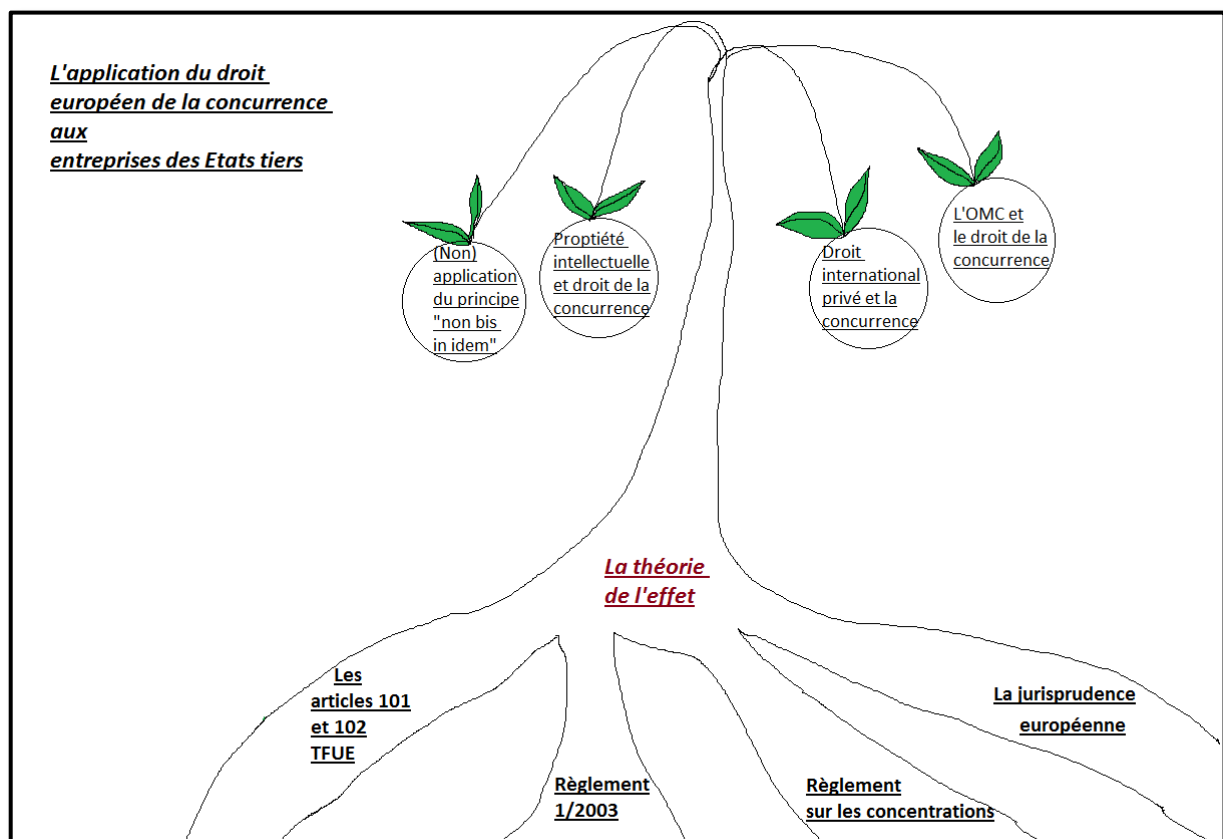 L'application du droit
européen de la concurrence
aux
entreprises des Etats tiers
(Non)
application
du principe
"non bis
in idem"
Proptiété
intellectuelle
et droit de la
concurrence
Droit
international
privé et la
concurrence
L'OMC et
le droit de la
concurrence
La théorie
de l'effet
Les
articles 101
et 102
TFUE
Règlement
1/2003
Règlement
sur les concentrations
La jurisprudence
européenne